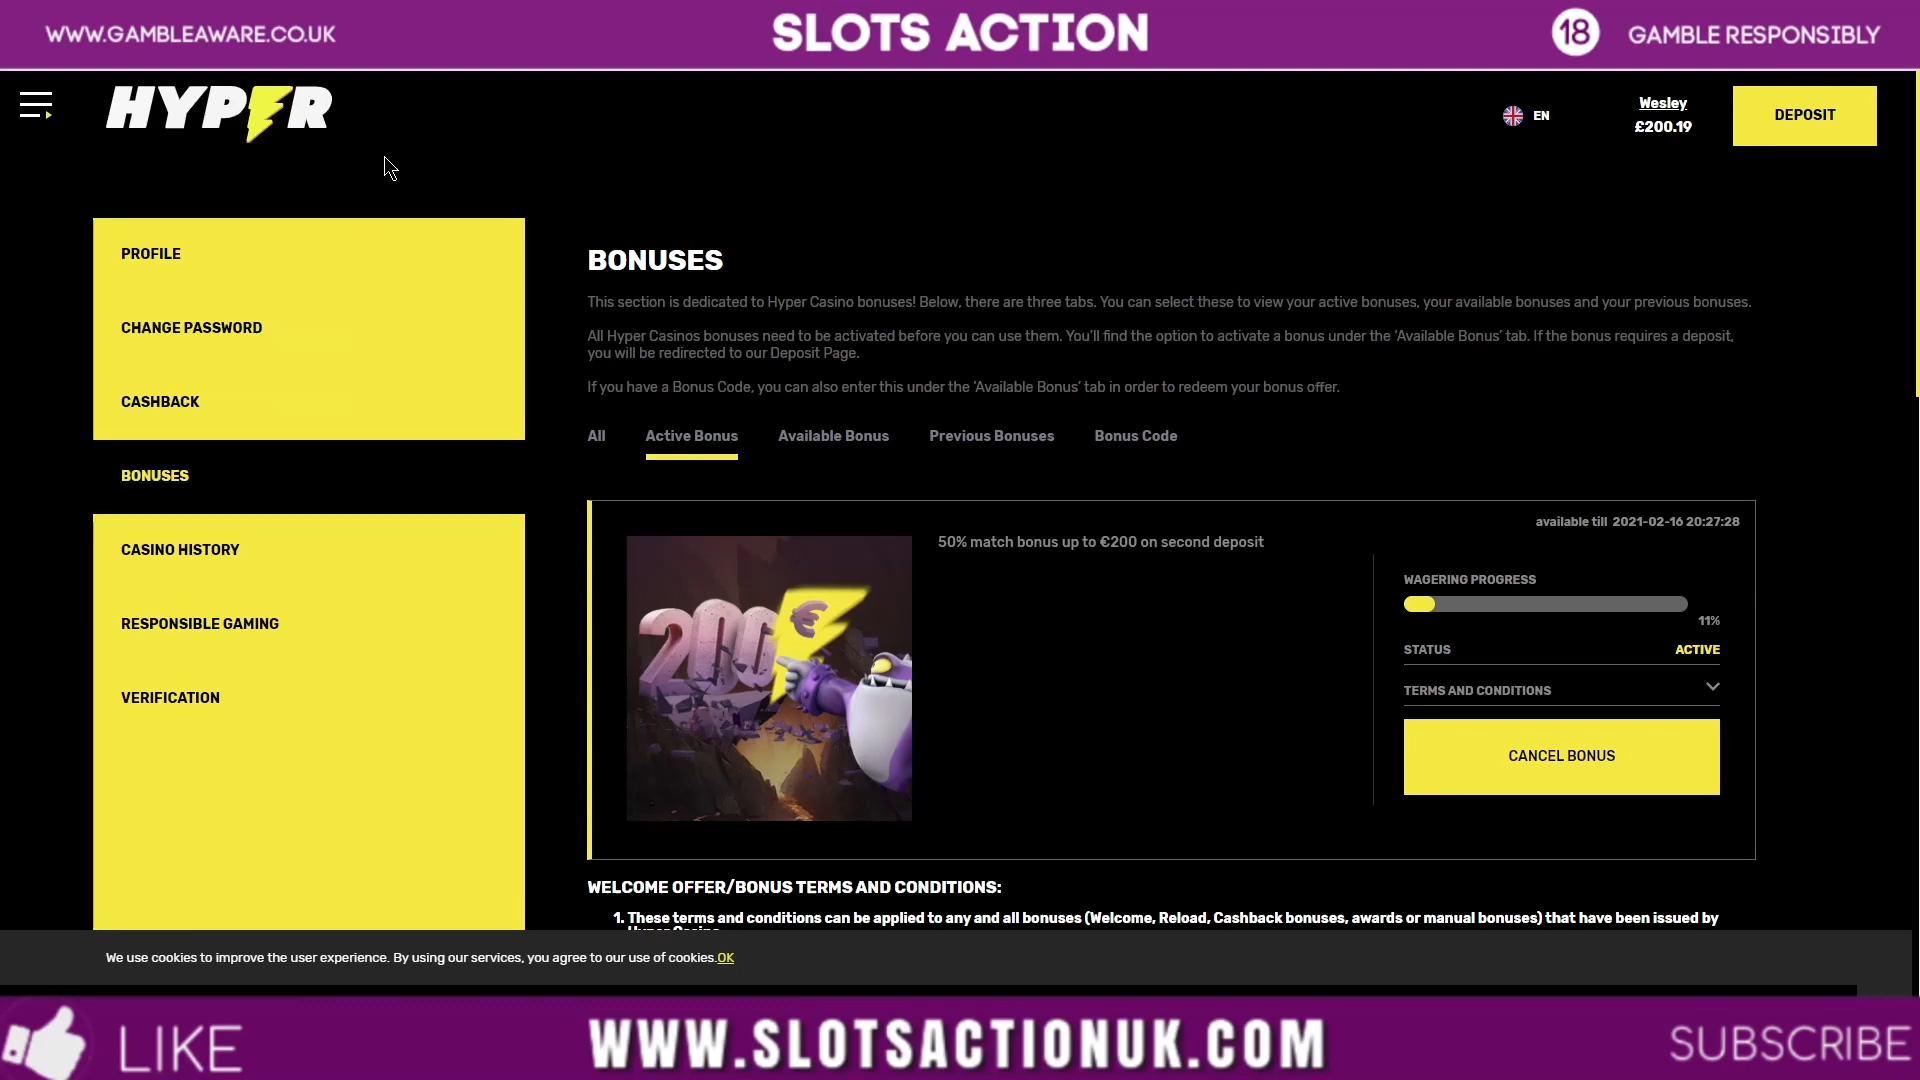 WWW.GAMBLEAWARE.CO.UK
SLOTS ACTION
18
GAMBLE RESPONSIBLY
HYPER
EN
Wesley
£200.19
DEPOSIT
PROFILE
CHANGE PASSWORD
CASHBACK
BONUSES
CASINO HISTORY
RESPONSIBLE GAMING
VERIFICATION
BONUSES
This section is dedicated to Hyper Casino bonuses! Below, there are three tabs. You can select these to view your active bonuses, your available bonuses and your previous bonuses.
All Hyper Casinos bonuses need to be activated before you can use them. You'll find the option to activate a bonus under the 'Available Bonus' tab. If the bonus requires a deposit,
you will be redirected to our Deposit Page.
If you have a Bonus Code, you can also enter this under the 'Available Bonus' tab in order to redeem your bonus offer.
All Active Bonus Available Bonus Previous Bonuses Bonus Code
available till 2021-02-16 20:27:28
200€
50% match bonus up to €200 on second deposit
WAGERING PROGRESS
11%
STATUS ACTIVE
TERMS AND CONDITIONS
CANCEL BONUS
WELCOME OFFER/BONUS TERMS AND CONDITIONS:
1. These terms and conditions can be applied to any and all bonuses (Welcome, Reload, Cashback bonuses, awards or manual bonuses) that have been issued by
We use cookies to improve the user experience. By using our services, you agree to our use of cookies.OK
LIKE
WWW.SLOTSACTIONUK.COM
SUBSCRIBE